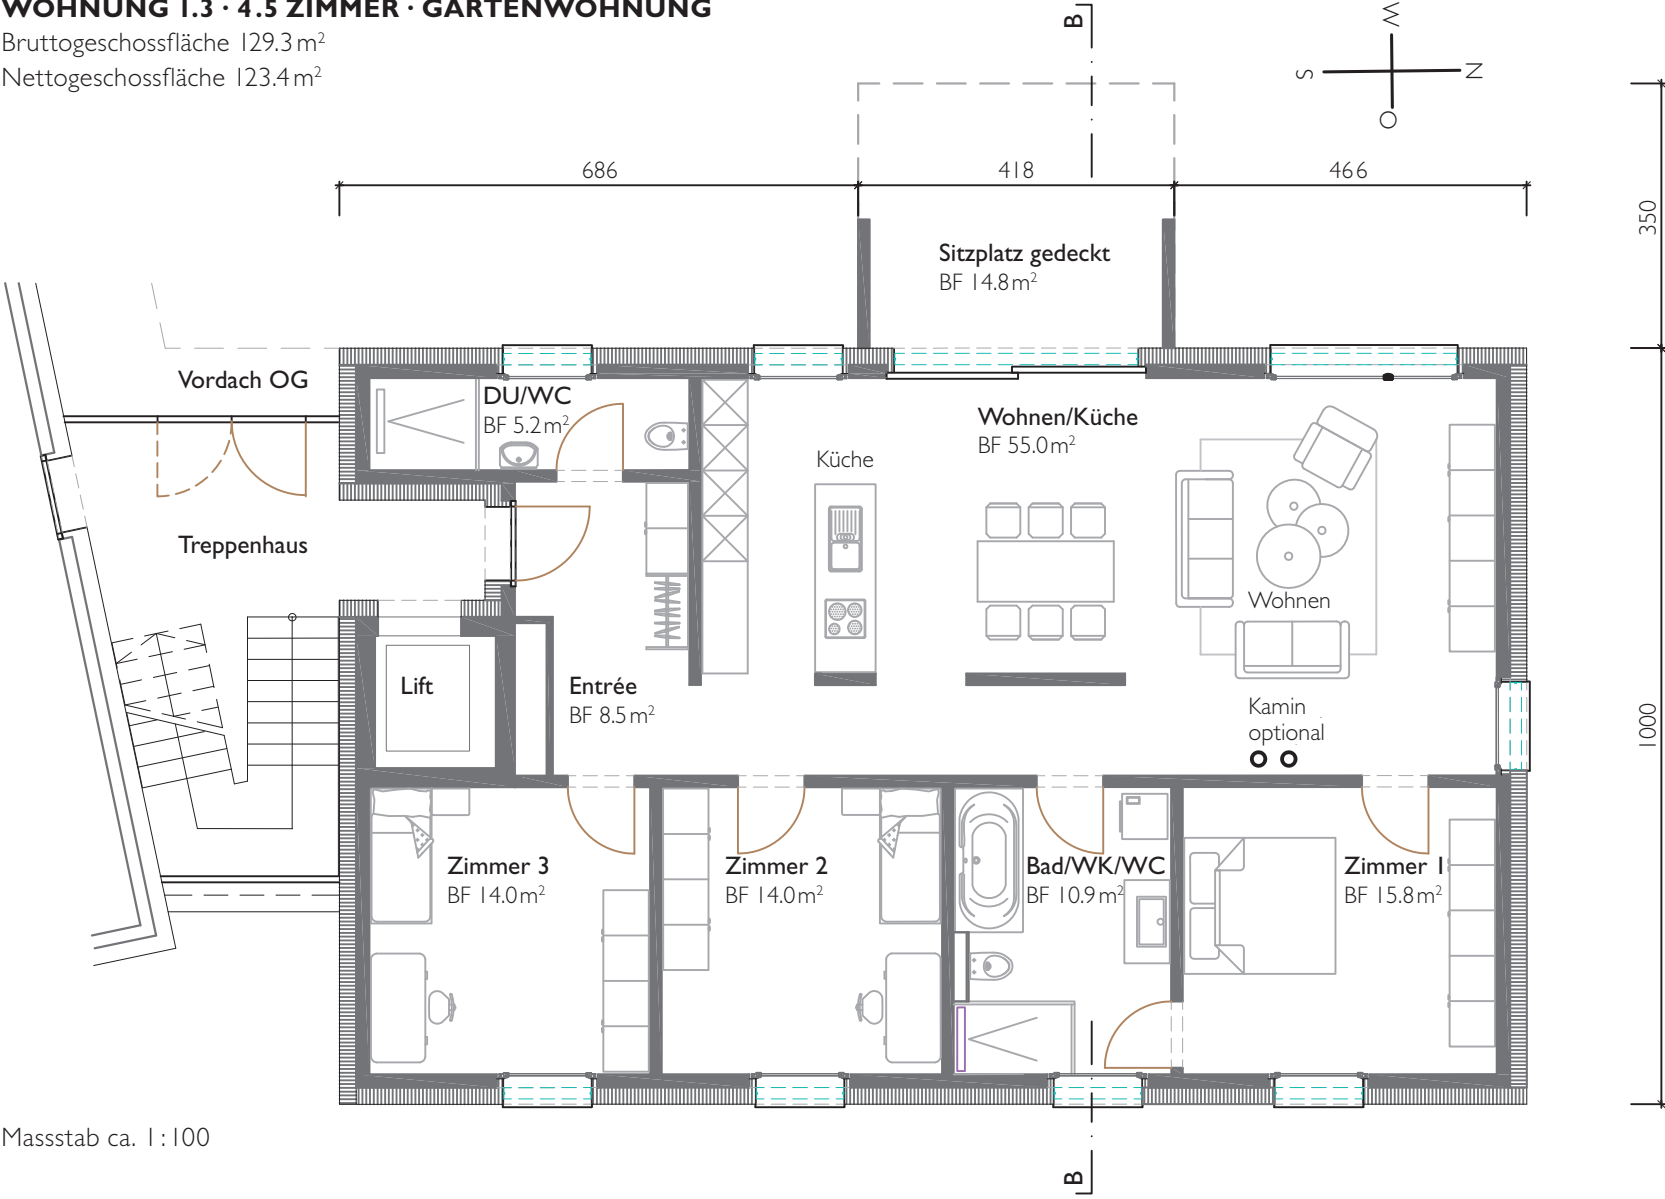 WOHNUNG 1.3 · 4.5 ZIMMER · GARTENWOHNUNG
Bruttogeschossfläche 129.3 m²
Nettogeschossfläche 123.4 m²
B
W
S
N
O
686
418
466
350
Sitzplatz gedeckt
BF 14.8 m²
Vordach OG
DU/WC
BF 5.2 m²
Wohnen/Küche
BF 55.0 m²
Küche
Treppenhaus
Wohnen
Lift
Entrée
BF 8.5 m²
Kamin
optional
1000
Zimmer 3
BF 14.0 m²
Zimmer 2
BF 14.0 m²
Bad/WK/WC
BF 10.9 m²
Zimmer 1
BF 15.8 m²
Massstab ca. 1:100
B